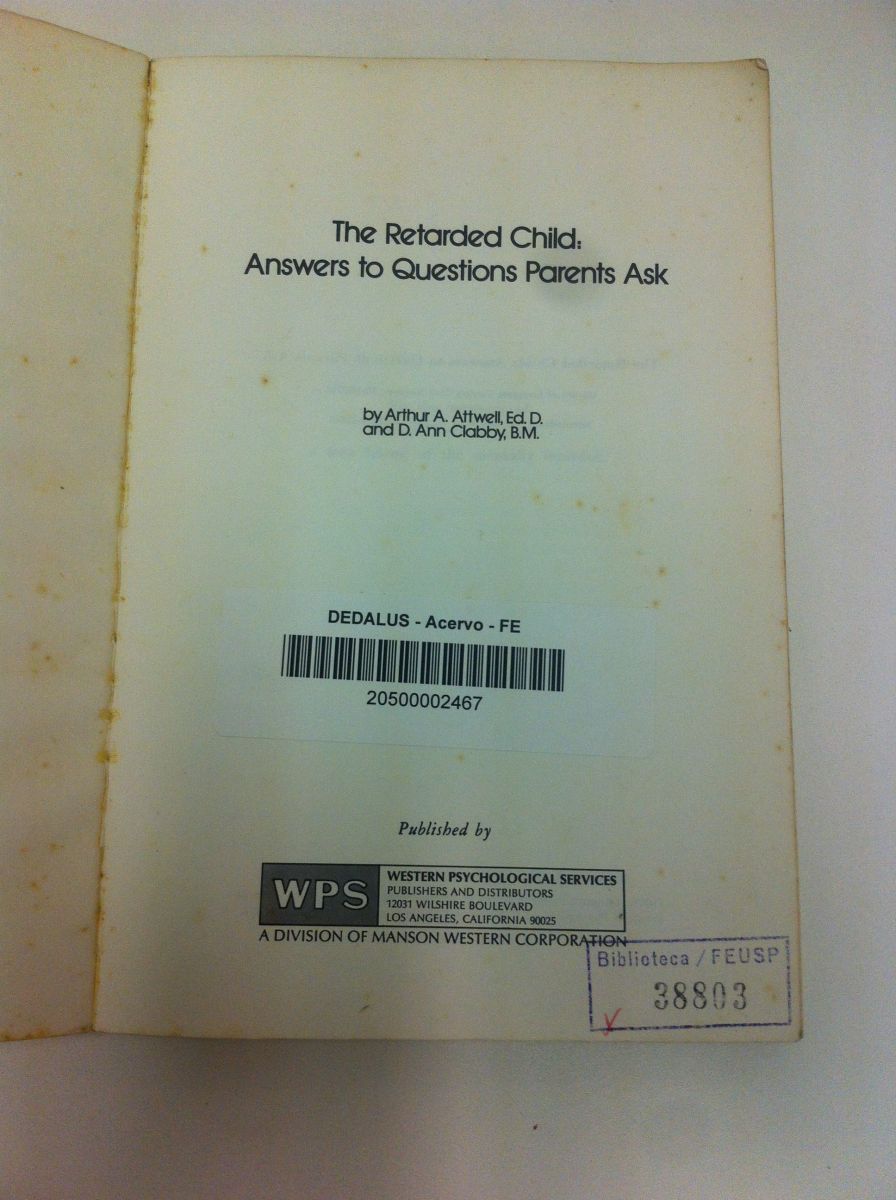 The Retarded Child:
Answers to Questions Parents Ask
by Arthur A. Attwell, Ed. D.
and D. Ann Clabby, B.M.
DEDALUS - Acervo - FE
20500002467
Published by
WPS
WESTERN PSYCHOLOGICAL SERVICES
PUBLISHERS AND DISTRIBUTORS
12031 WILSHIRE BOULEVARD
LOS ANGELES, CALIFORNIA 90025
A DIVISION OF MANSON WESTERN CORPORATION
Biblioteca / FEUSP
38803